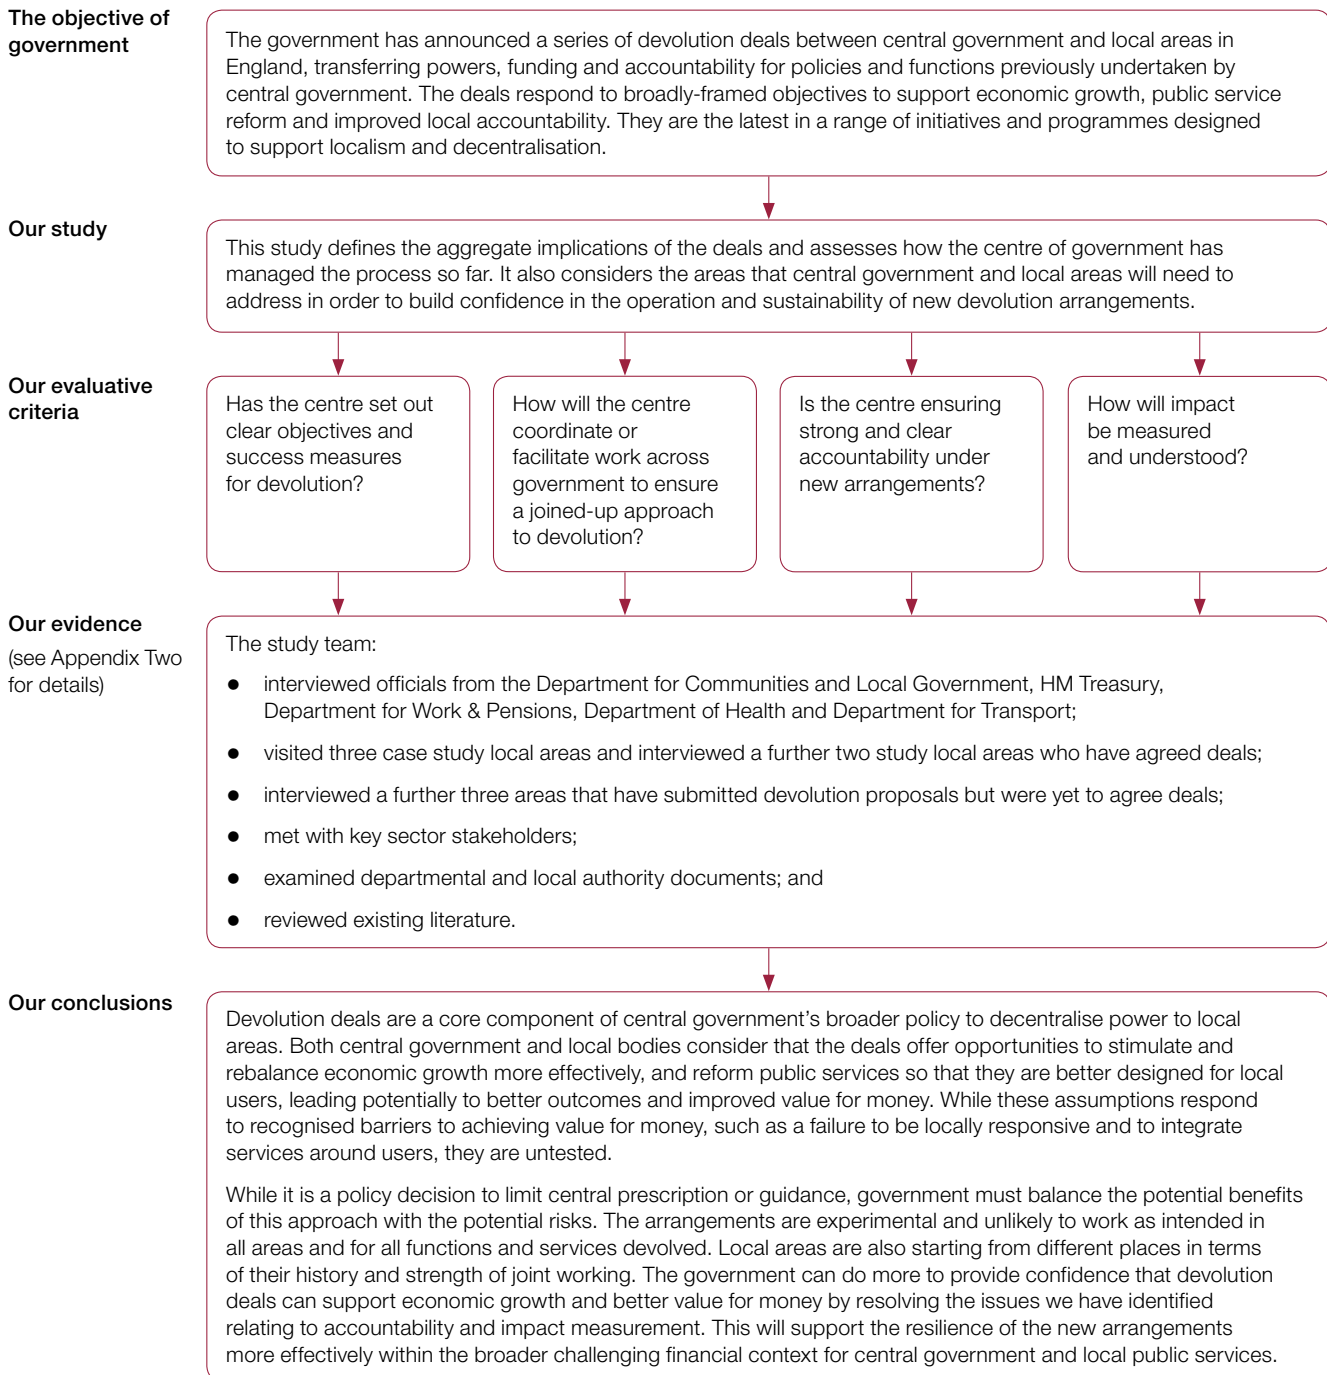 The objective of
government
The government has announced a series of devolution deals between central government and local areas in
England, transferring powers, funding and accountability for policies and functions previously undertaken by
central government. The deals respond to broadly-framed objectives to support economic growth, public service
reform and improved local accountability. They are the latest in a range of initiatives and programmes designed
to support localism and decentralisation.
Our study
This study defines the aggregate implications of the deals and assesses how the centre of government has
managed the process so far. It also considers the areas that central government and local areas will need to
address in order to build confidence in the operation and sustainability of new devolution arrangements.
Our evaluative
criteria
Has the centre set out
clear objectives and
success measures
for devolution?
How will the centre
coordinate or
facilitate work across
government to ensure
a joined-up approach
to devolution?
Is the centre ensuring
strong and clear
accountability under
new arrangements?
How will impact
be measured
and understood?
Our evidence
(see Appendix Two
for details)
The study team:
● interviewed officials from the Department for Communities and Local Government, HM Treasury,
Department for Work & Pensions, Department of Health and Department for Transport;
● visited three case study local areas and interviewed a further two study local areas who have agreed deals;
● interviewed a further three areas that have submitted devolution proposals but were yet to agree deals;
● met with key sector stakeholders;
● examined departmental and local authority documents; and
● reviewed existing literature.
Our conclusions
Devolution deals are a core component of central government's broader policy to decentralise power to local
areas. Both central government and local bodies consider that the deals offer opportunities to stimulate and
rebalance economic growth more effectively, and reform public services so that they are better designed for local
users, leading potentially to better outcomes and improved value for money. While these assumptions respond
to recognised barriers to achieving value for money, such as a failure to be locally responsive and to integrate
services around users, they are untested.
While it is a policy decision to limit central prescription or guidance, government must balance the potential benefits
of this approach with the potential risks. The arrangements are experimental and unlikely to work as intended in
all areas and for all functions and services devolved. Local areas are also starting from different places in terms
of their history and strength of joint working. The government can do more to provide confidence that devolution
deals can support economic growth and better value for money by resolving the issues we have identified
relating to accountability and impact measurement. This will support the resilience of the new arrangements
more effectively within the broader challenging financial context for central government and local public services.